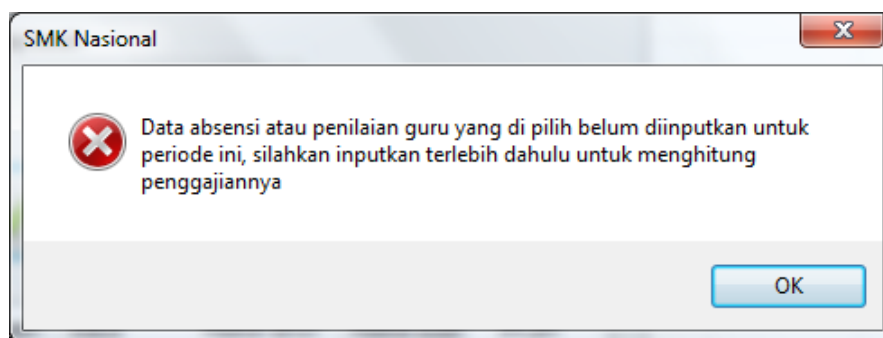 SMK Nasional
Data absensi atau penilaian guru yang di pilih belum diinputkan untuk
periode ini, silahkan inputkan terlebih dahulu untuk menghitung
penggajiannya
OK